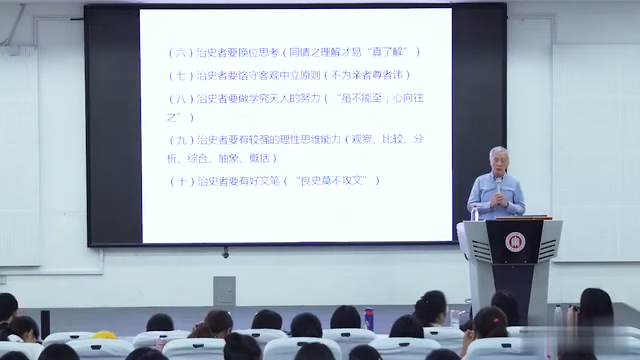 （六）治史者要换位思考（同情之理解才易“真了解”）
（七）治史者要恪守客观中立原则（不为亲者尊者讳）
（八）治史者要做学究天人的努力（“虽不能至，心向往
之”）
（九）治史者要有较强的理性思维能力（观察、比较、分
析、综合、抽象、概括）
（十）治史者要有好文笔（“良史莫不攻文”）